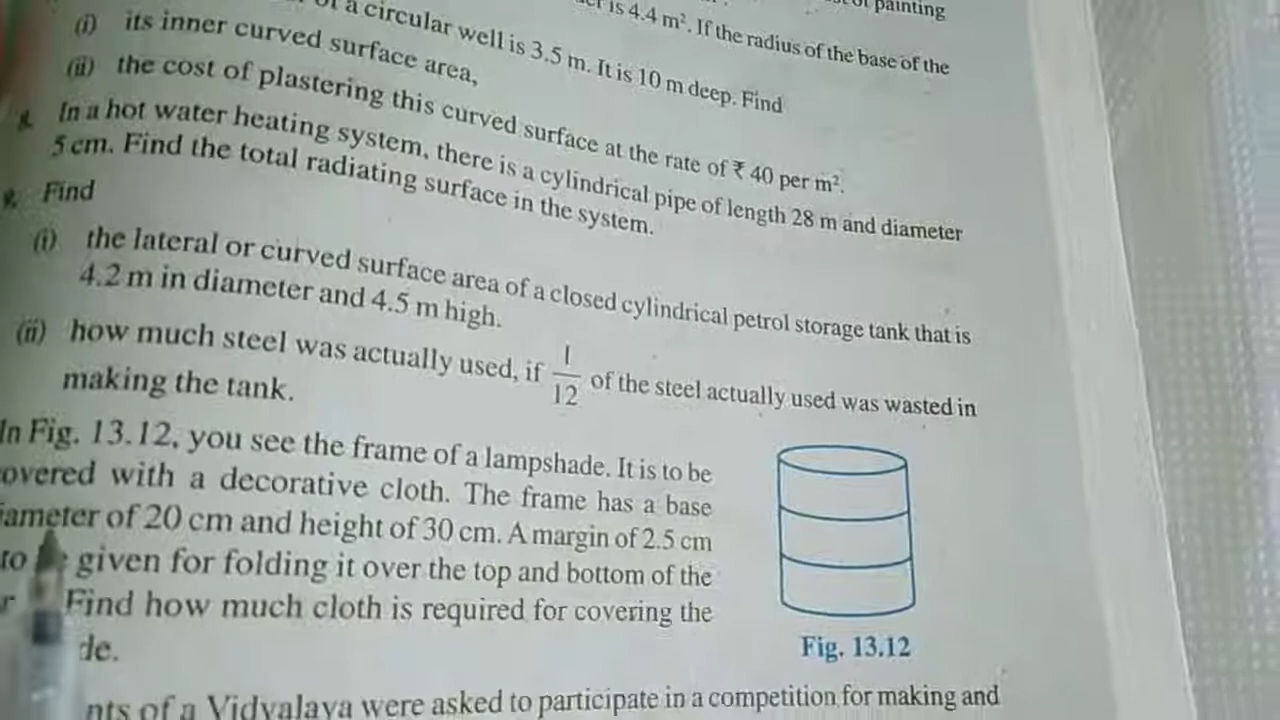 painting
is 4.4 m². If the radius of the base of the
a circular well is 3.5 m. It is 10 m deep. Find
(i) its inner curved surface area,
(ii) the cost of plastering this curved surface at the rate of ₹ 40 per m².
In a hot water heating system, there is a cylindrical pipe of length 28 m and diameter
5 cm. Find the total radiating surface in the system.
Find
(i) the lateral or curved surface area of a closed cylindrical petrol storage tank that is
4.2 m in diameter and 4.5 m high.
(ii) how much steel was actually used, if 1/12 of the steel actually used was wasted in
making the tank.
In Fig. 13.12, you see the frame of a lampshade. It is to be
overed with a decorative cloth. The frame has a base
iameter of 20 cm and height of 30 cm. A margin of 2.5 cm
to given for folding it over the top and bottom of the
Find how much cloth is required for covering the
de.
Fig. 13.12
nts of a Vidyalaya were asked to participate in a competition for making and